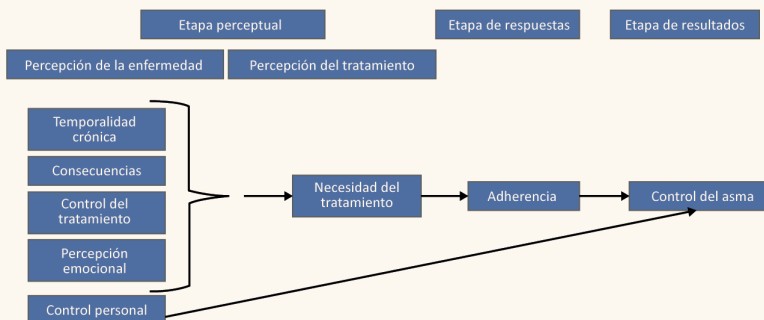 Etapa perceptual
Etapa de respuestas
Etapa de resultados
Percepción de la enfermedad
Percepción del tratamiento
Temporalidad
crónica
Consecuencias
Control del
tratamiento
Percepción
emocional
Control personal
Necesidad del
tratamiento
Adherencia
Control del asma